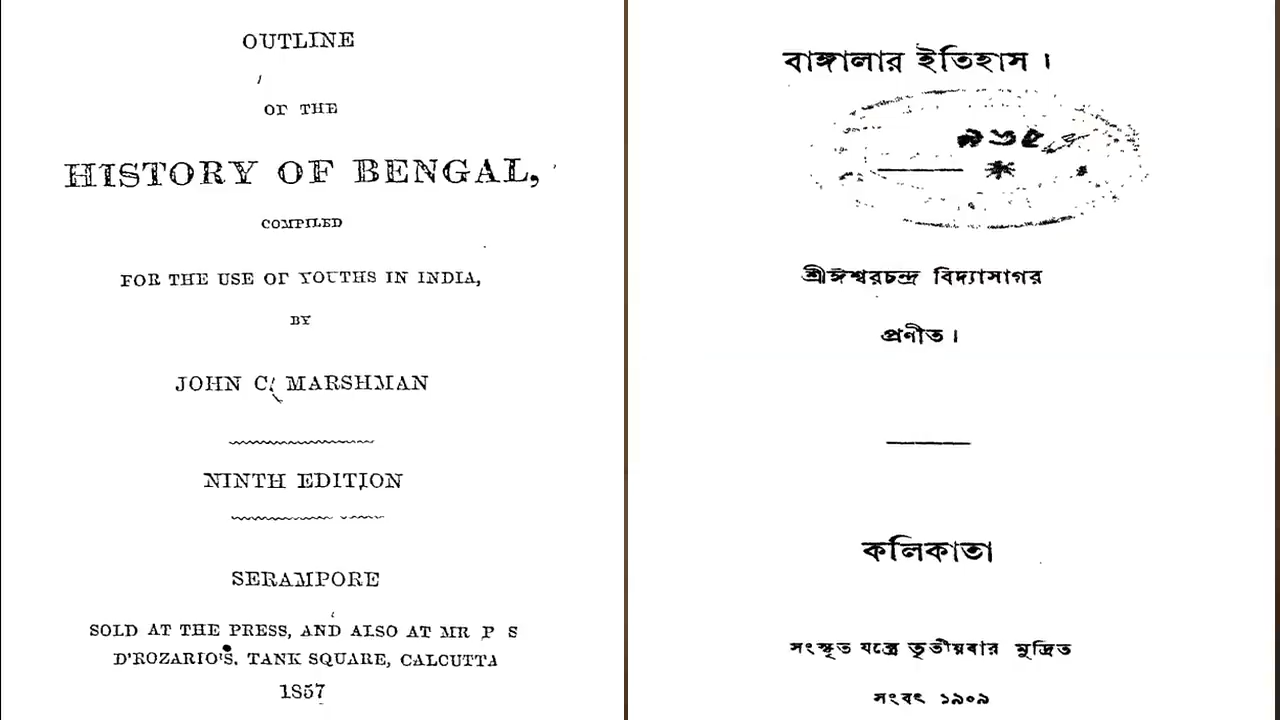 OUTLINE
OF THE
HISTORY OF BENGAL,
COMPILED
FOR THE USE OF YOUTHS IN INDIA,
BY
JOHN C. MARSHMAN
NINTH EDITION
SERAMPORE
SOLD AT THE PRESS, AND ALSO AT MR P S
D'ROZARIO'S. TANK SQUARE, CALCUTTA
1857
বাঙ্গালার ইতিহাস।
শ্রীঈশ্বরচন্দ্র বিদ্যাসাগর
প্রণীত।
কলিকাতা
সংস্কৃত যন্ত্রে তৃতীয়বার মুদ্রিত
সংবৎ ১৯০৯